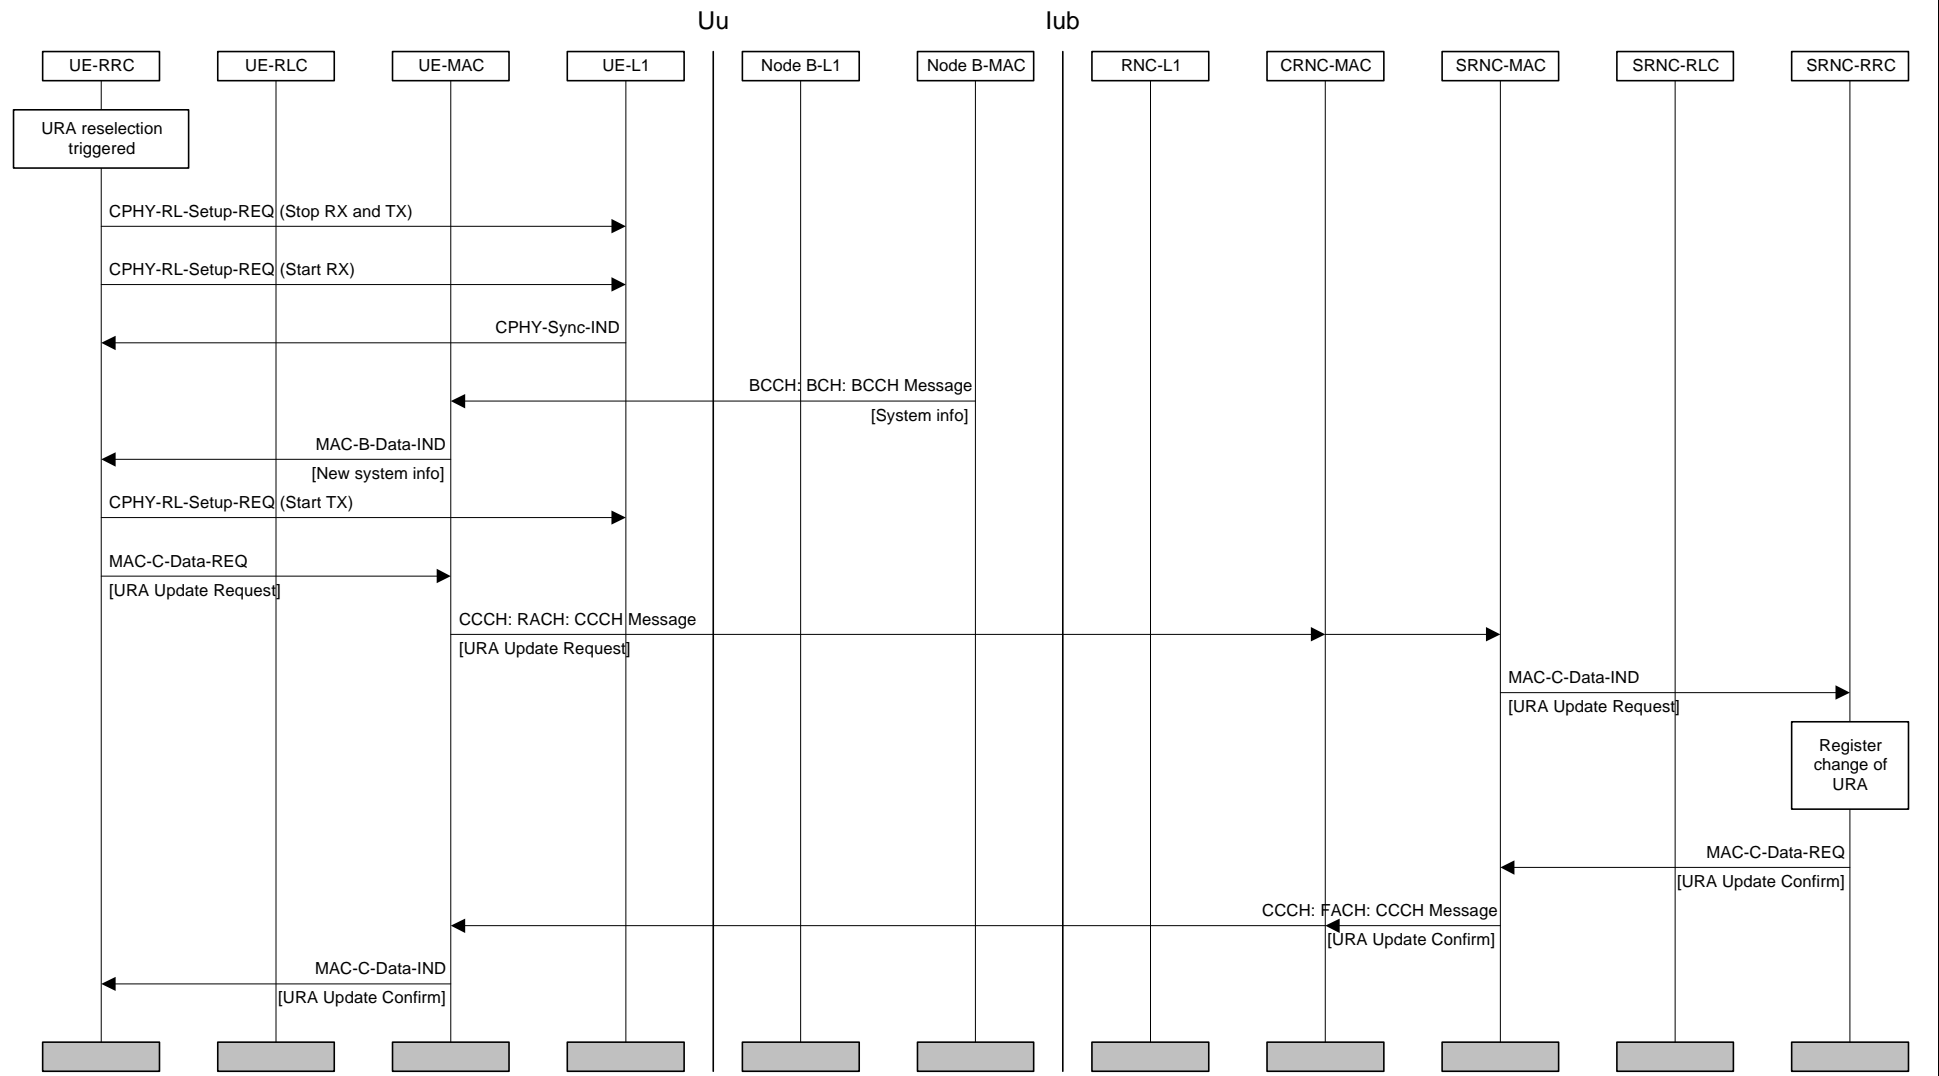 Uu
Iub
UE-RRC
UE-RLC
UE-MAC
UE-L1
Node B-L1
Node B-MAC
RNC-L1
CRNC-MAC
SRNC-MAC
SRNC-RLC
SRNC-RRC
URA reselection
triggered
CPHY-RL-Setup-REQ (Stop RX and TX)
CPHY-RL-Setup-REQ (Start RX)
CPHY-Sync-IND
BCCH: BCH: BCCH Message
[System info]
MAC-B-Data-IND
[New system info]
CPHY-RL-Setup-REQ (Start TX)
MAC-C-Data-REQ
[URA Update Request]
CCCH: RACH: CCCH Message
[URA Update Request]
MAC-C-Data-IND
[URA Update Request]
Register
change of
URA
MAC-C-Data-REQ
[URA Update Confirm]
CCCH: FACH: CCCH Message
[URA Update Confirm]
MAC-C-Data-IND
[URA Update Confirm]